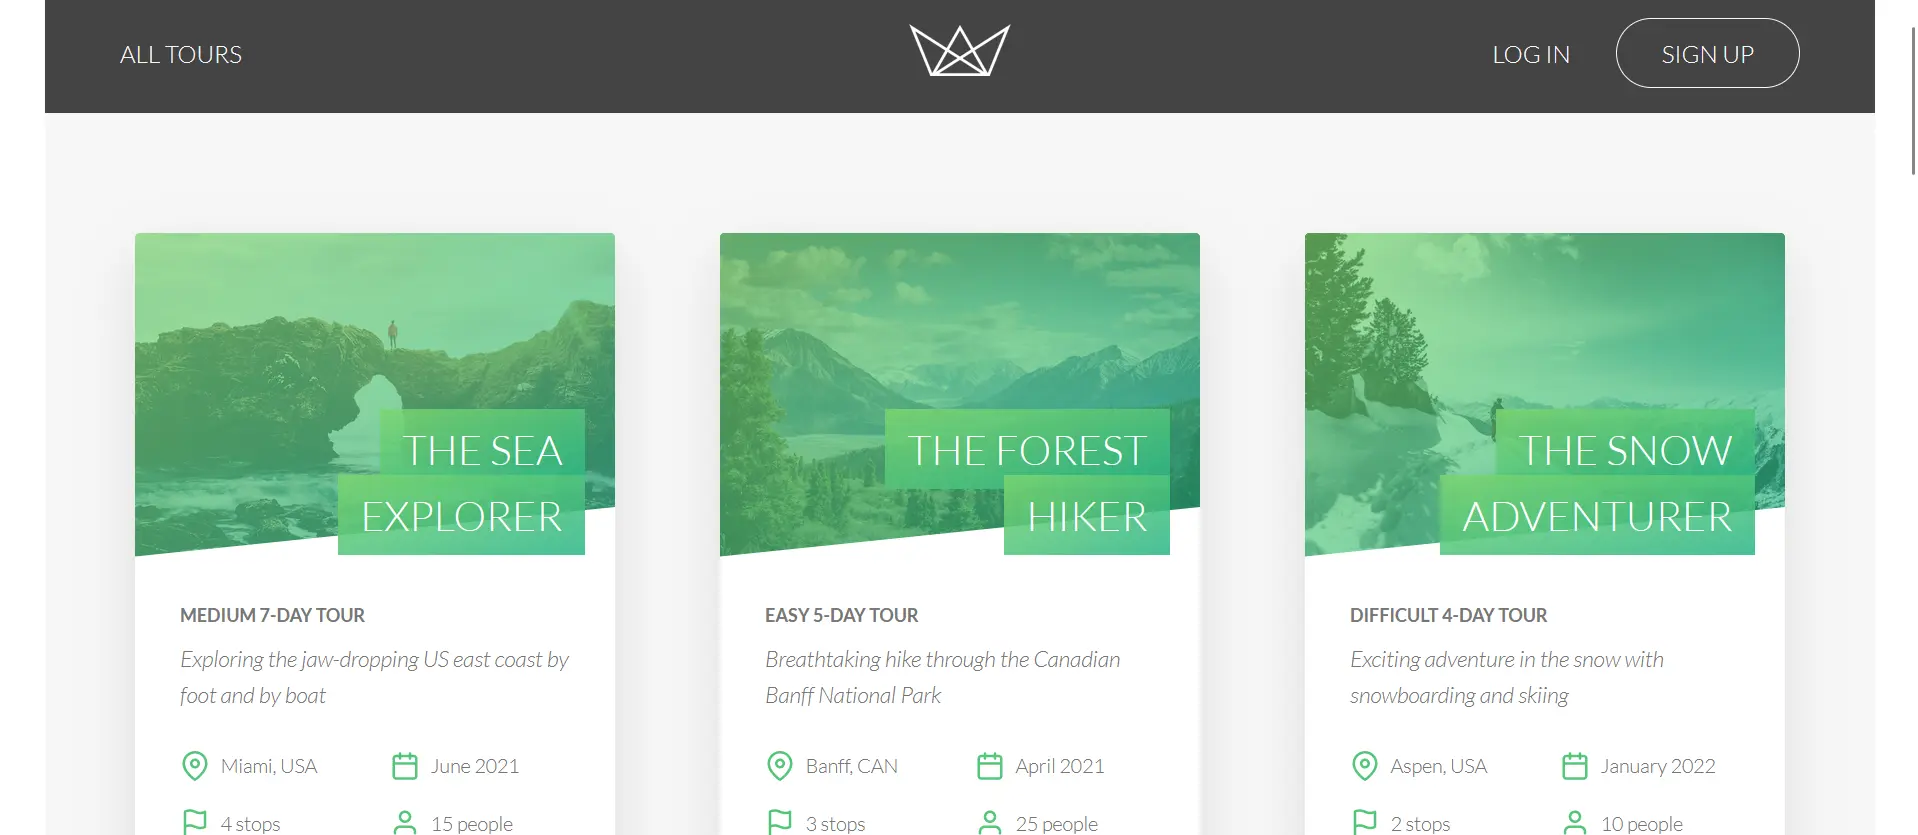 ALL TOURS
LOG IN
SIGN UP
THE SEA
EXPLORER
MEDIUM 7-DAY TOUR
Exploring the jaw-dropping US east coast by
foot and by boat
Miami, USA
June 2021
4 stops
15 people
THE FOREST
HIKER
EASY 5-DAY TOUR
Breathtaking hike through the Canadian
Banff National Park
Banff, CAN
April 2021
3 stops
25 people
THE SNOW
ADVENTURER
DIFFICULT 4-DAY TOUR
Exciting adventure in the snow with
snowboarding and skiing
Aspen, USA
January 2022
2 stops
10 people